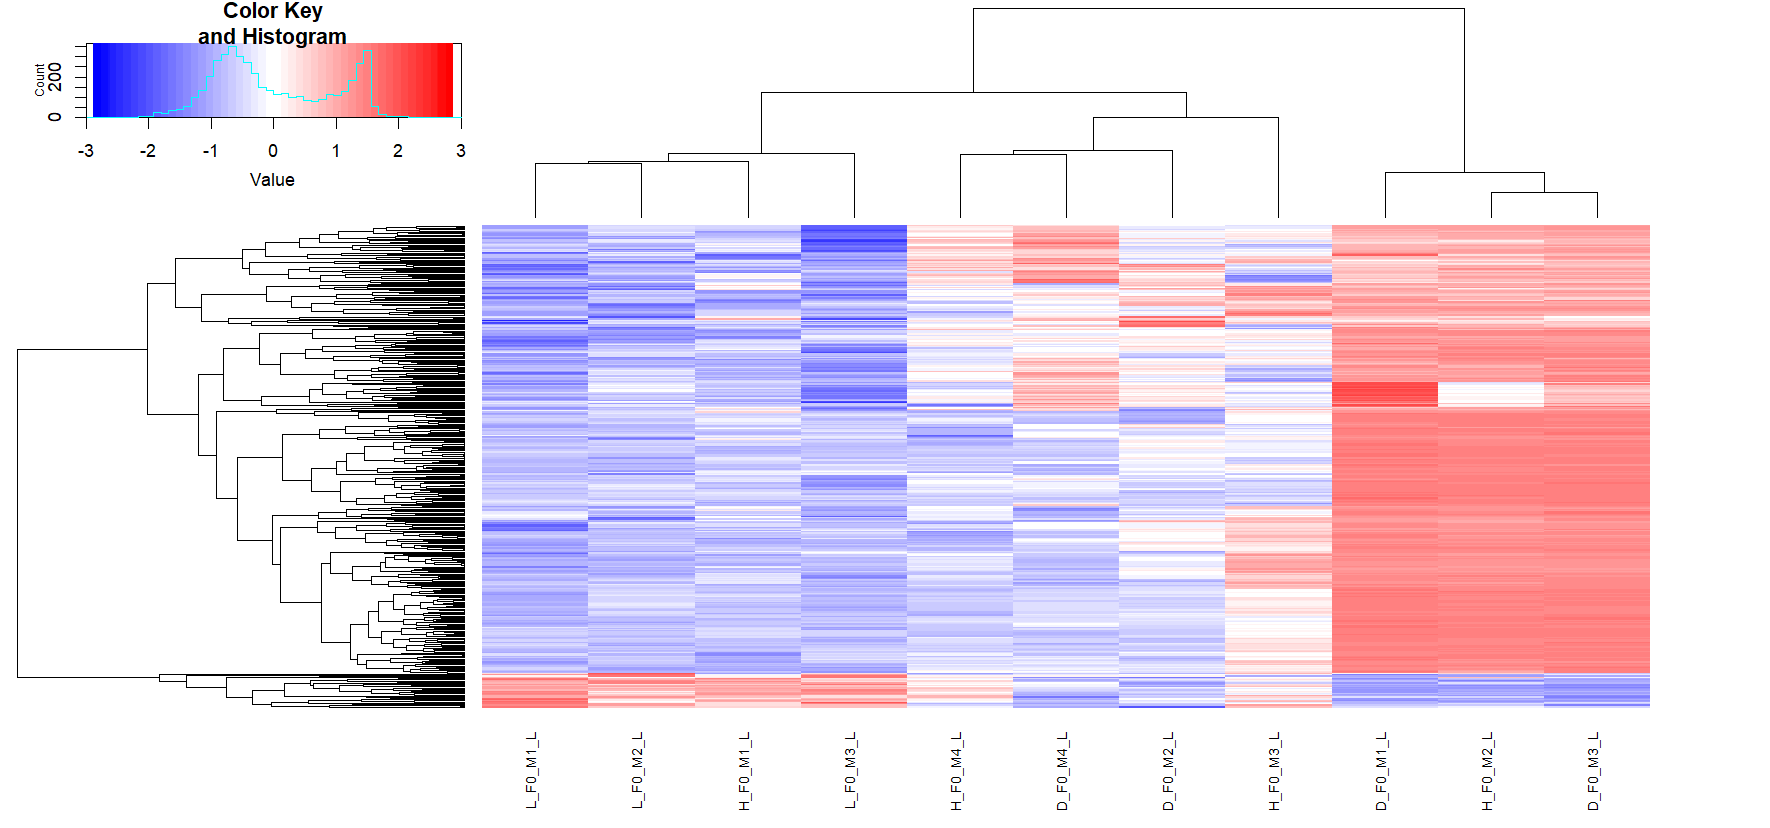 Color Key
and Histogram
Count
0
200
-3 -2 -1 0 1 2 3
Value
L_F0_M1_L
L_F0_M2_L
H_F0_M1_L
L_F0_M3_L
H_F0_M4_L
D_F0_M4_L
D_F0_M2_L
H_F0_M3_L
D_F0_M1_L
H_F0_M2_L
D_F0_M3_L